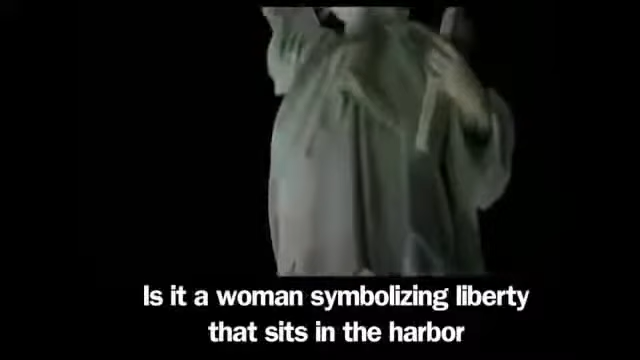 Is it a woman symbolizing liberty
that sits in the harbor